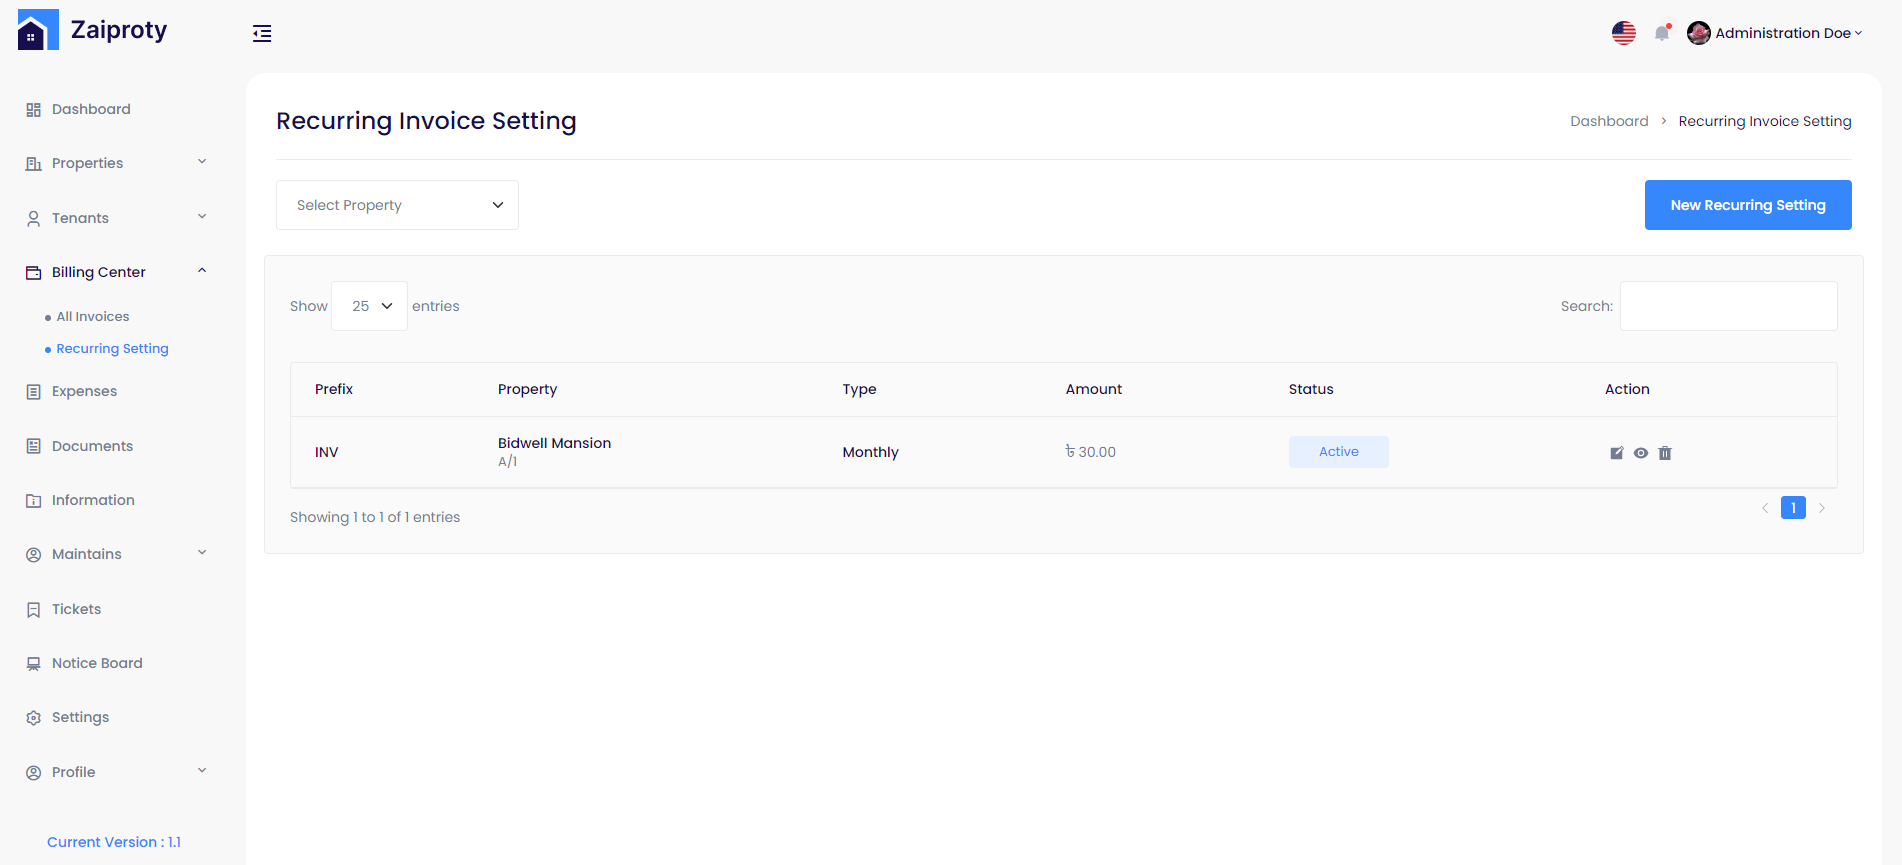 Zaiproty
Administration Doe
Dashboard
Properties
Tenants
Billing Center
All Invoices
Recurring Setting
Expenses
Documents
Information
Maintains
Tickets
Notice Board
Settings
Profile
Current Version : 1.1
Recurring Invoice Setting
Dashboard > Recurring Invoice Setting
Select Property
New Recurring Setting
Show 25 entries
Search:
Prefix Property Type Amount Status Action
INV Bidwell Mansion Monthly ৳ 30.00 Active
A/1
Showing 1 to 1 of 1 entries
1